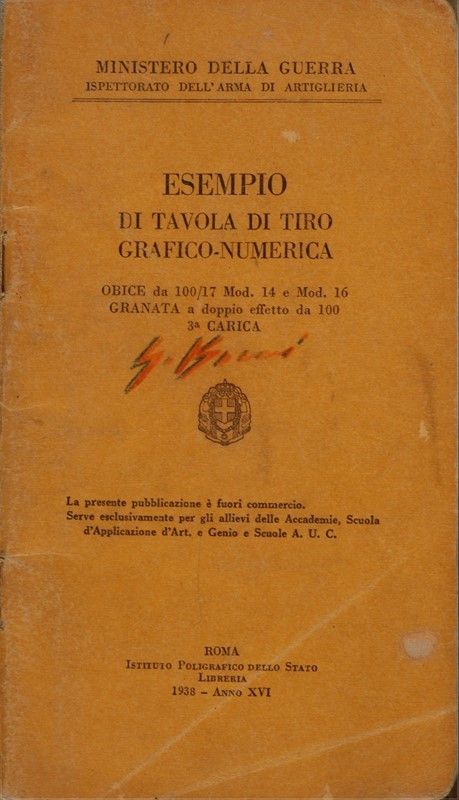 MINISTERO DELLA GUERRA
ISPETTORATO DELL'ARMA DI ARTIGLIERIA
ESEMPIO
DI TAVOLA DI TIRO
GRAFICO-NUMERICA
OBICE da 100/17 Mod. 14 e Mod. 16
GRANATA a doppio effetto da 100
3ª CARICA
La presente pubblicazione è fuori commercio.
Serve esclusivamente per gli allievi delle Accademie, Scuola
d'Applicazione d'Art. e Genio e Scuole A. U. C.
ROMA
ISTITUTO POLIGRAFICO DELLO STATO
LIBRERIA
1938 - ANNO XVI